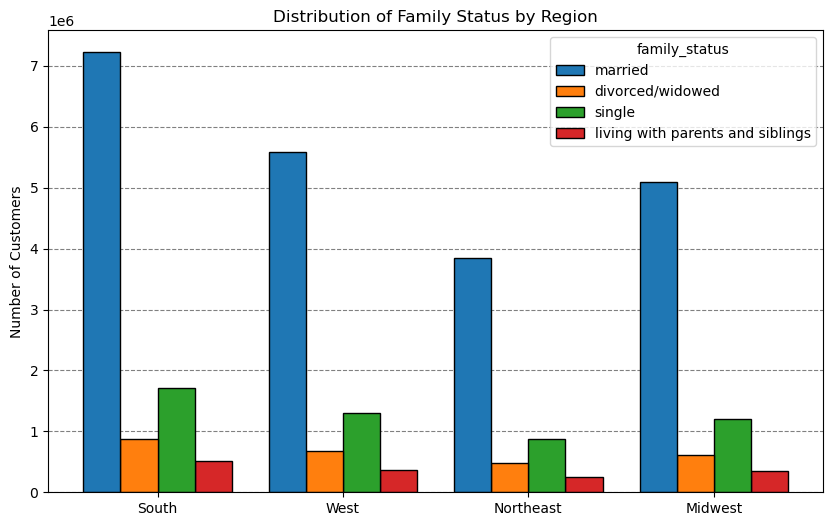 Distribution of Family Status by Region
1e6
7
6
5
4
3
2
1
0
Number of Customers
family_status
married
divorced/widowed
single
living with parents and siblings
South
West
Northeast
Midwest